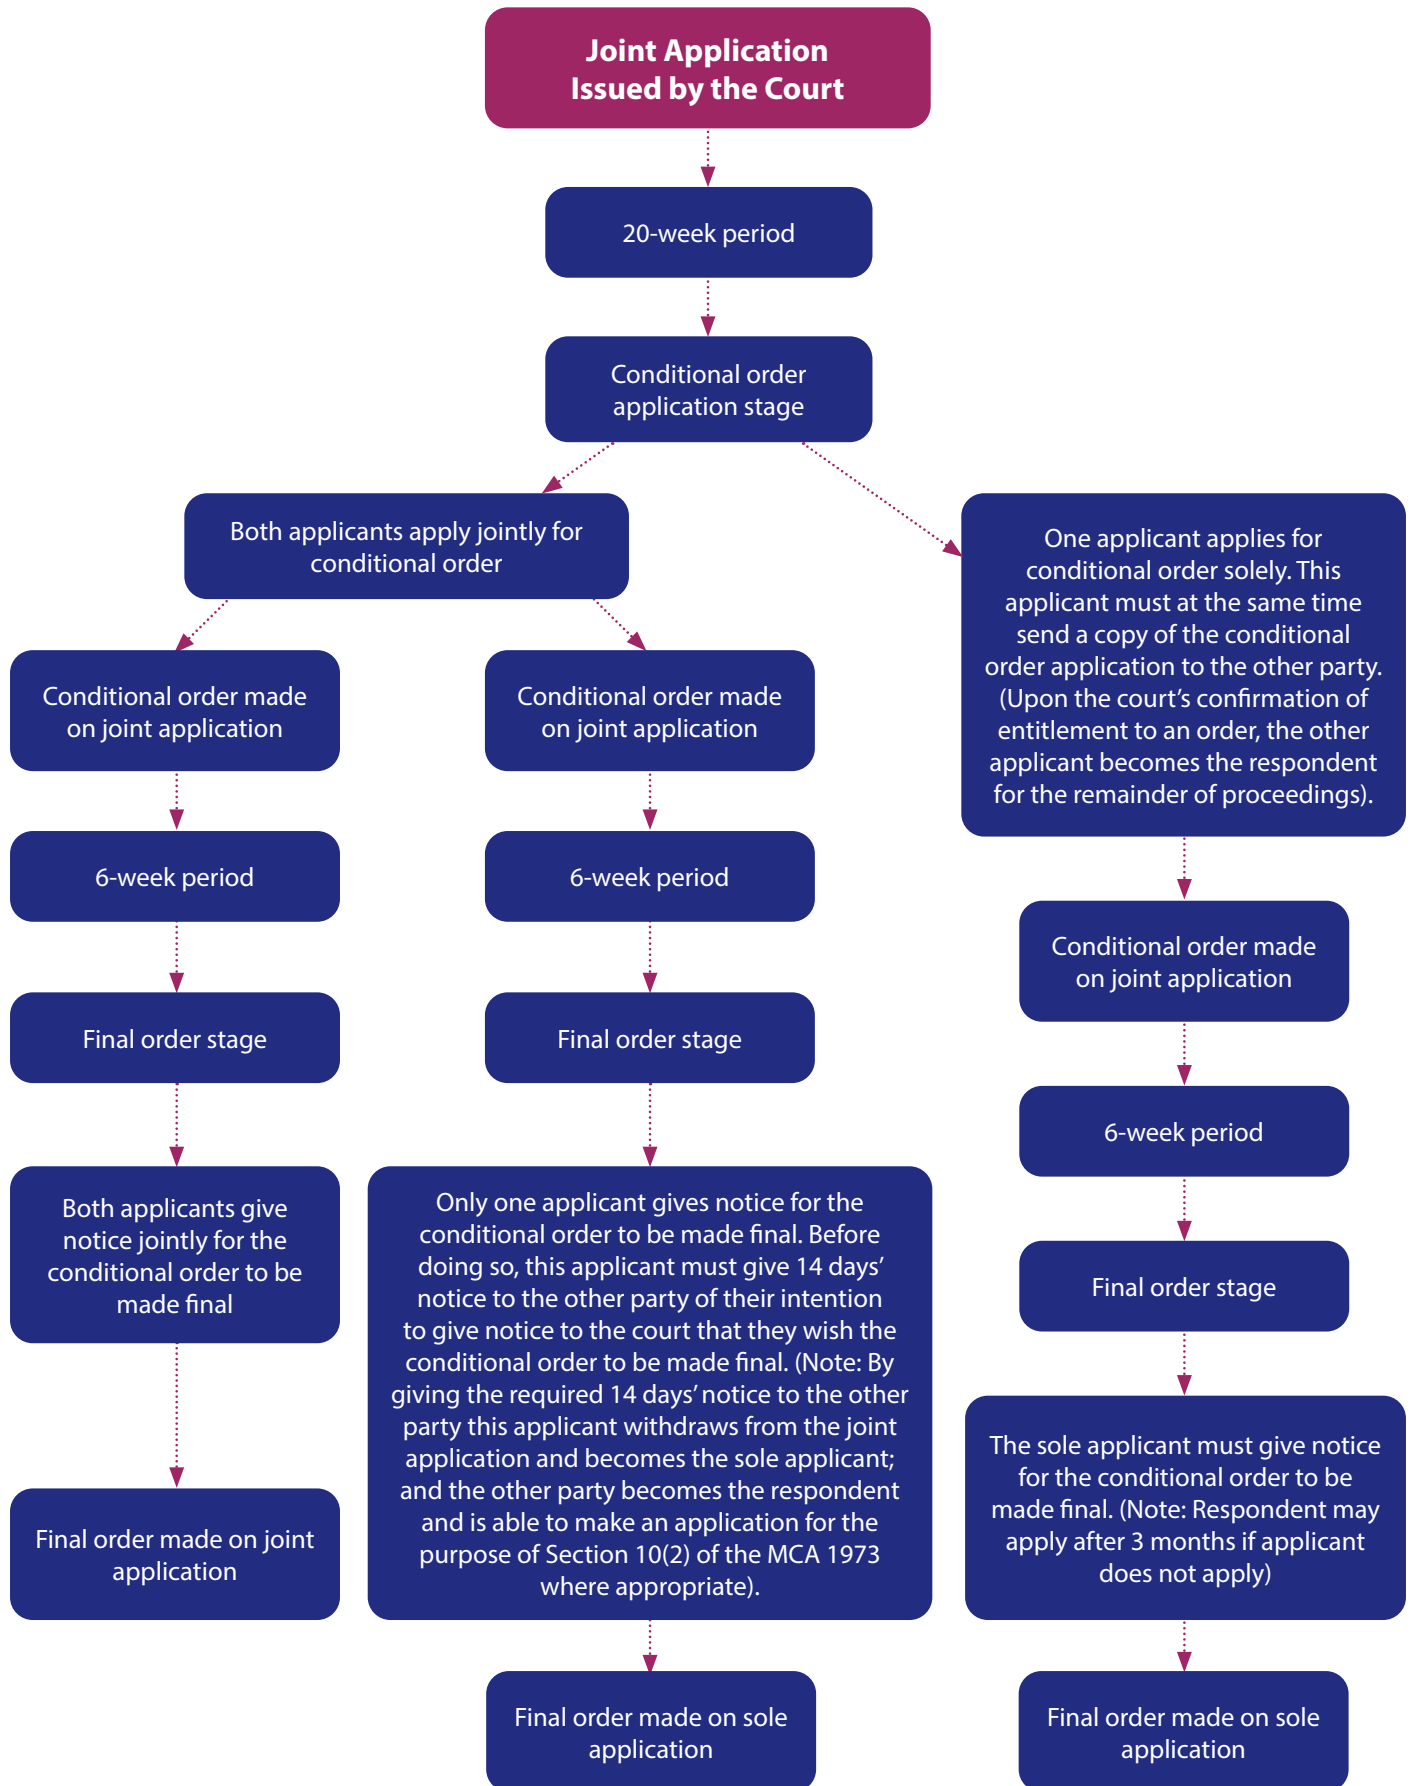 Joint Application
Issued by the Court
20-week period
Conditional order
application stage
Both applicants apply jointly for
conditional order
Conditional order made
on joint application
6-week period
Final order stage
Both applicants give
notice jointly for the
conditional order to be
made final
Final order made on joint
application
Conditional order made
on joint application
6-week period
Final order stage
Only one applicant gives notice for the
conditional order to be made final. Before
doing so, this applicant must give 14 days’
notice to the other party of their intention
to give notice to the court that they wish the
conditional order to be made final. (Note: By
giving the required 14 days’ notice to the other
party this applicant withdraws from the joint
application and becomes the sole applicant;
and the other party becomes the respondent
and is able to make an application for the
purpose of Section 10(2) of the MCA 1973
where appropriate).
Final order made on sole
application
One applicant applies for
conditional order solely. This
applicant must at the same time
send a copy of the conditional
order application to the other party.
(Upon the court’s confirmation of
entitlement to an order, the other
applicant becomes the respondent
for the remainder of proceedings).
Conditional order made
on joint application
6-week period
Final order stage
The sole applicant must give notice
for the conditional order to be
made final. (Note: Respondent may
apply after 3 months if applicant
does not apply)
Final order made on sole
application